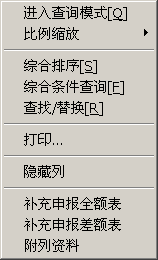 进入查询模式[Q]
比例缩放
综合排序[S]
综合条件查询[F]
查找/替换[R]
打印...
隐藏列
补充申报全额表
补充申报差额表
附列资料